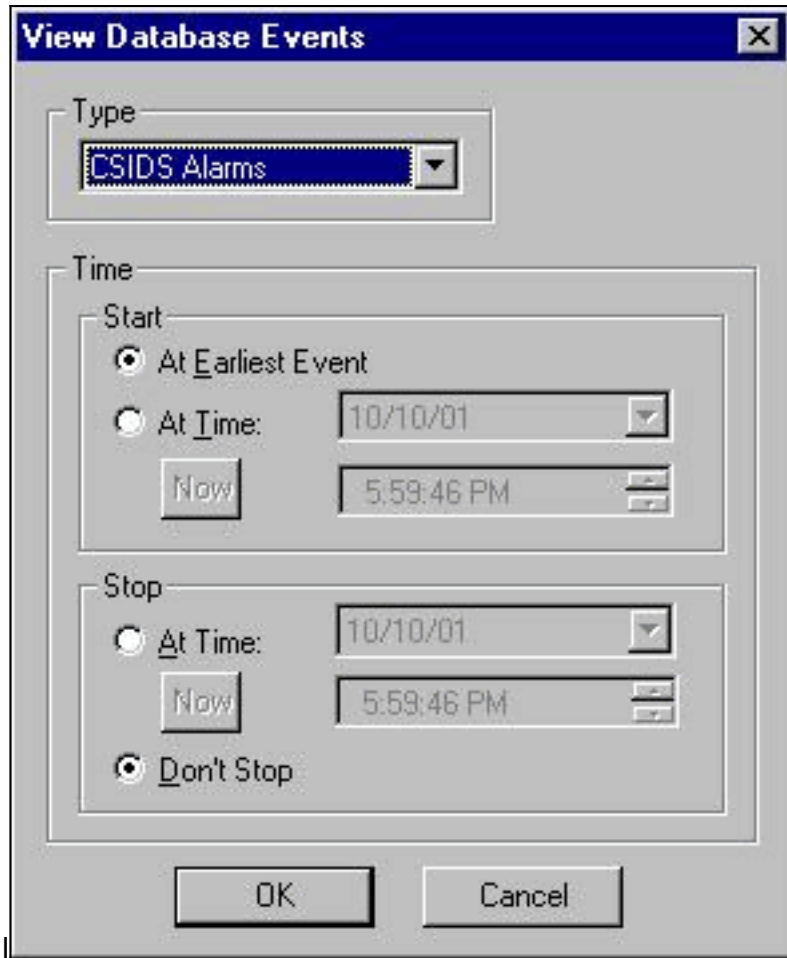 View Database Events
Type
CSIDS Alarms
Time
Start
At Earliest Event
At Time:
10/10/01
Now
5:59:46 PM
Stop
At Time:
10/10/01
Now
5:59:46 PM
Don't Stop
OK
Cancel